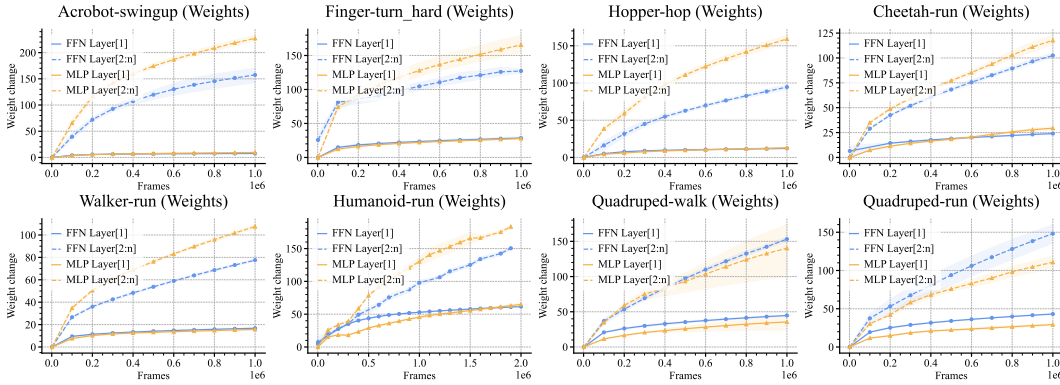 Acrobot-swingup (Weights)
Weight change
200
150
100
50
0
FFN Layer[1]
FFN Layer[2:n]
MLP Layer[1]
MLP Layer[2:n]
0.0 0.2 0.4 0.6 0.8 1.0
Frames 1e6
Finger-turn_hard (Weights)
Weight change
150
100
50
0
FFN Layer[1]
FFN Layer[2:n]
MLP Layer[1]
MLP Layer[2:n]
0.0 0.2 0.4 0.6 0.8 1.0
Frames 1e6
Hopper-hop (Weights)
Weight change
150
100
50
0
FFN Layer[1]
FFN Layer[2:n]
MLP Layer[1]
MLP Layer[2:n]
0.0 0.2 0.4 0.6 0.8 1.0
Frames 1e6
Cheetah-run (Weights)
Weight change
125
100
75
50
25
0
FFN Layer[1]
FFN Layer[2:n]
MLP Layer[1]
MLP Layer[2:n]
0.0 0.2 0.4 0.6 0.8 1.0
Frames 1e6
Walker-run (Weights)
Weight change
100
80
60
40
20
0
FFN Layer[1]
FFN Layer[2:n]
MLP Layer[1]
MLP Layer[2:n]
0.0 0.2 0.4 0.6 0.8 1.0
Frames 1e6
Humanoid-run (Weights)
Weight change
150
100
50
0
FFN Layer[1]
FFN Layer[2:n]
MLP Layer[1]
MLP Layer[2:n]
0.0 0.5 1.0 1.5 2.0
Frames 1e6
Quadruped-walk (Weights)
Weight change
150
100
50
0
FFN Layer[1]
FFN Layer[2:n]
MLP Layer[1]
MLP Layer[2:n]
0.0 0.2 0.4 0.6 0.8 1.0
Frames 1e6
Quadruped-run (Weights)
Weight change
150
100
50
0
FFN Layer[1]
FFN Layer[2:n]
MLP Layer[1]
MLP Layer[2:n]
0.0 0.2 0.4 0.6 0.8 1.0
Frames 1e6